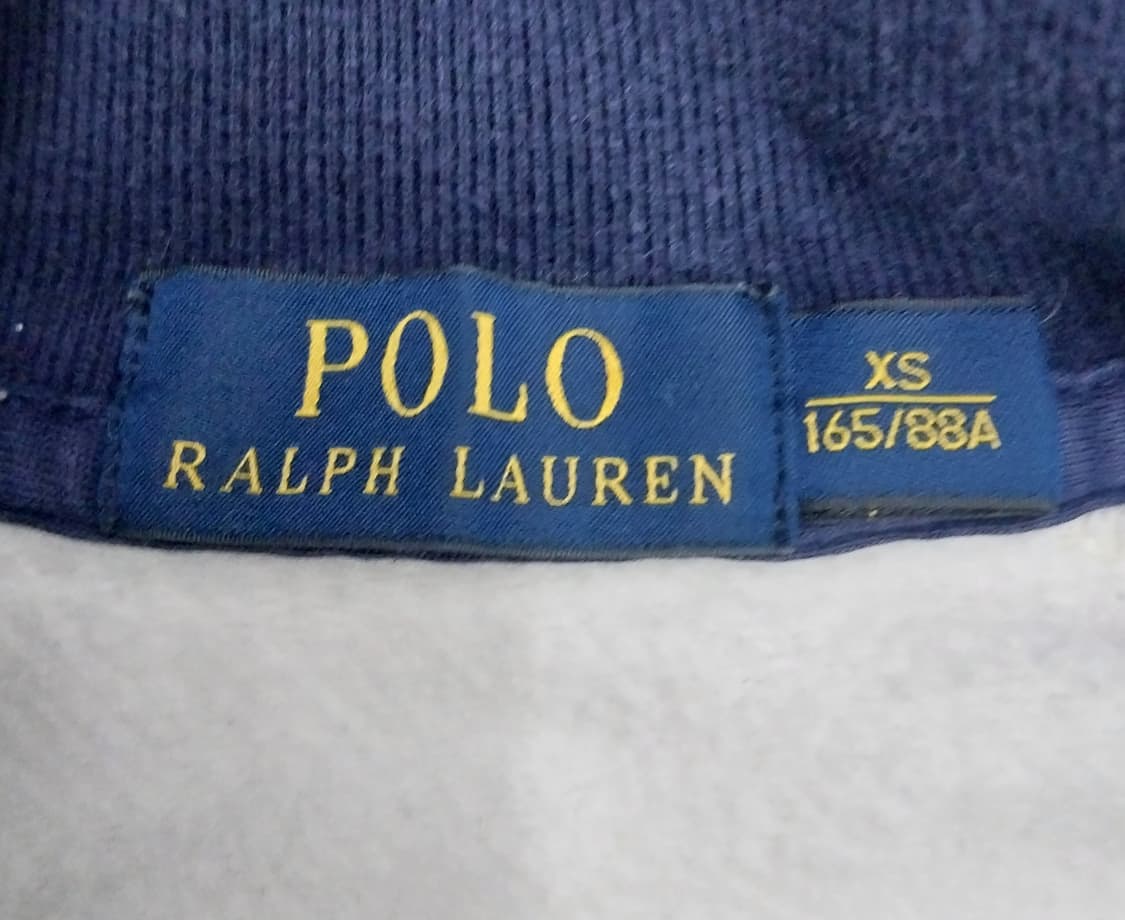 POLO
RALPH LAUREN
XS
165/88A